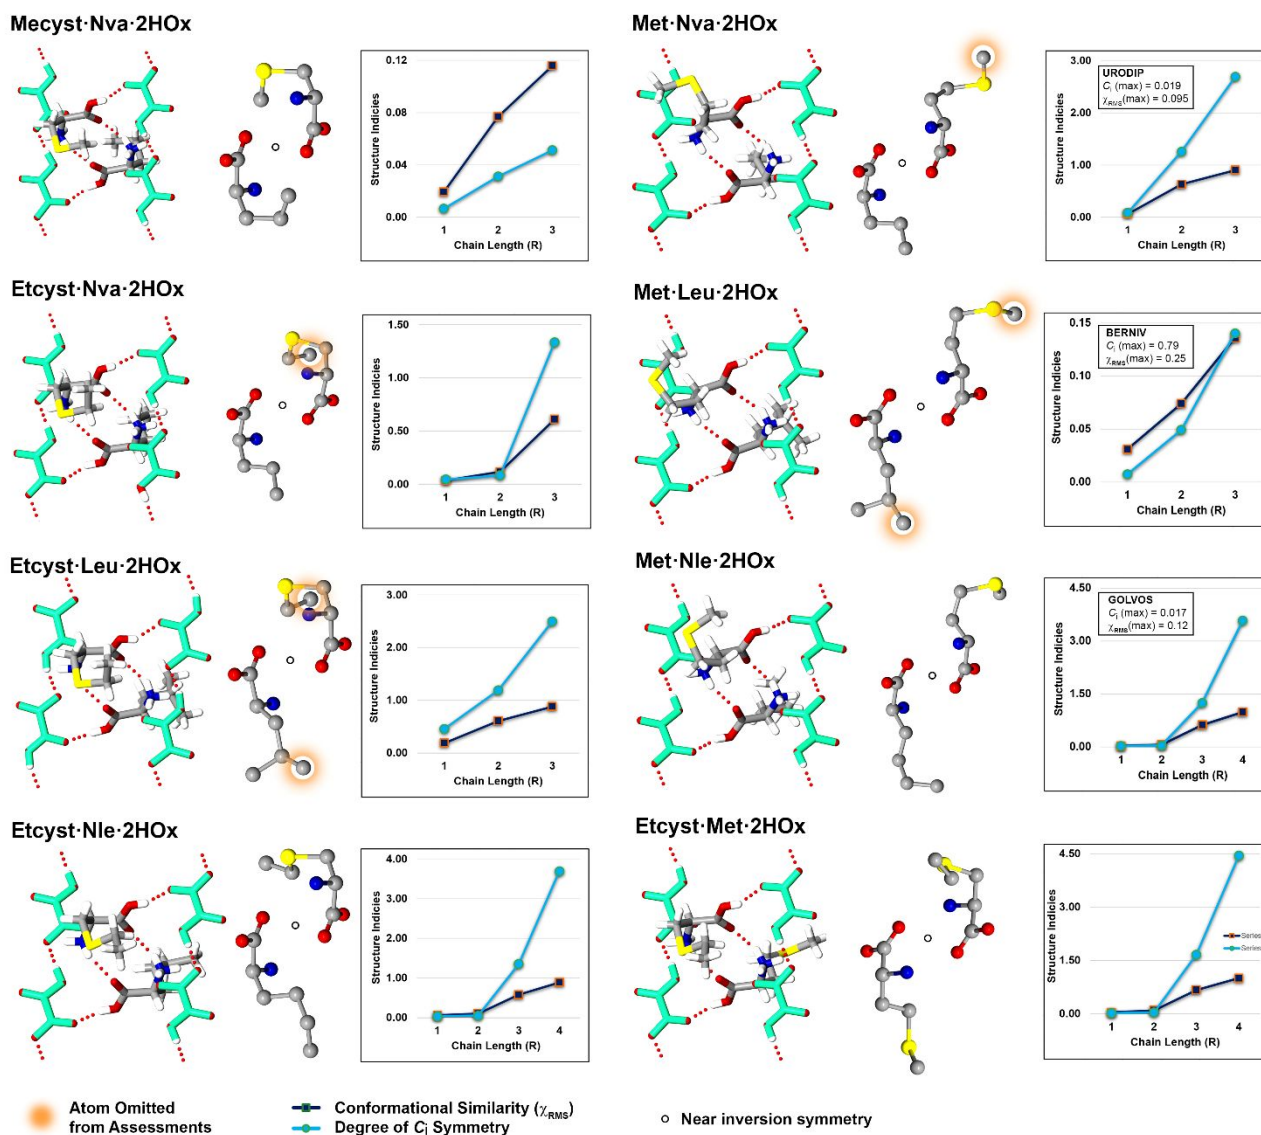 Mecyst·Nva·2HOx
Structure Indicies
0.12
0.08
0.04
0.00
1 2 3
Chain Length (R)
Met·Nva·2HOx
Structure Indicies
3.00
2.00
1.00
0.00
URODIP
Ci (max) = 0.019
χRMS(max) = 0.095
1 2 3
Chain Length (R)
Etcyst·Nva·2HOx
Structure Indicies
1.50
1.00
0.50
0.00
1 2 3
Chain Length (R)
Met·Leu·2HOx
Structure Indicies
0.15
0.10
0.05
0.00
BERNIV
Ci (max) = 0.79
χRMS(max) = 0.25
1 2 3
Chain Length (R)
Etcyst·Leu·2HOx
Structure Indicies
3.00
2.00
1.00
0.00
1 2 3
Chain Length (R)
Met·Nle·2HOx
Structure Indicies
4.50
3.00
1.50
0.00
GOLVOS
Ci (max) = 0.017
χRMS(max) = 0.12
1 2 3 4
Chain Length (R)
Etcyst·Nle·2HOx
Structure Indicies
4.00
3.00
2.00
1.00
0.00
1 2 3 4
Chain Length (R)
Etcyst·Met·2HOx
Structure Indicies
4.50
3.00
1.50
0.00
Series
Series
1 2 3 4
Chain Length (R)
Atom Omitted
from Assessments
Conformational Similarity (χRMS)
Degree of Ci Symmetry
Near inversion symmetry